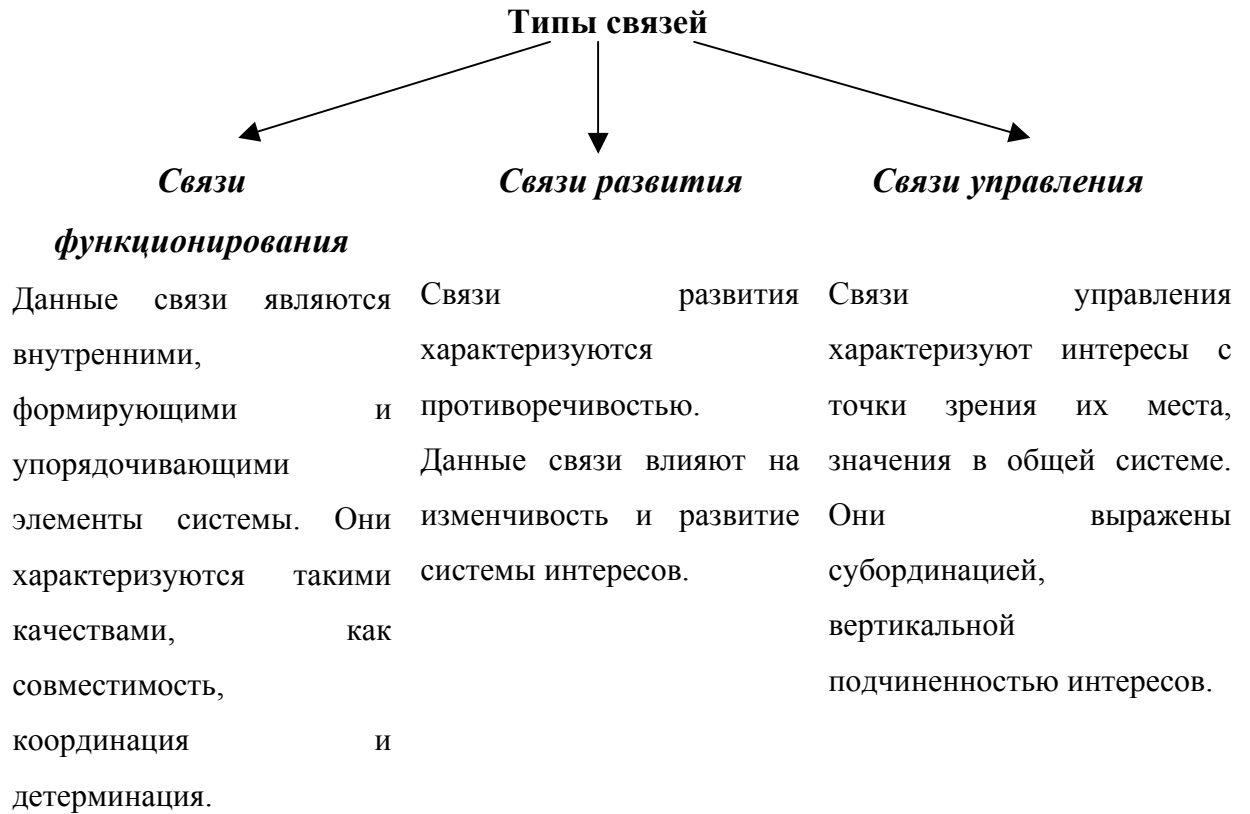 Типы связей
Связи
функционирования
Данные связи являются
внутренними,
формирующими и
упорядочивающими
элементы системы. Они
характеризуются такими
качествами, как
совместимость,
координация и
детерминация.
Связи развития
Связи развития
характеризуются
противоречивостью.
Данные связи влияют на
изменчивость и развитие
системы интересов.
Связи управления
Связи управления
характеризуют интересы с
точки зрения их места,
значения в общей системе.
Они выражены
субординацией,
вертикальной
подчиненностью интересов.